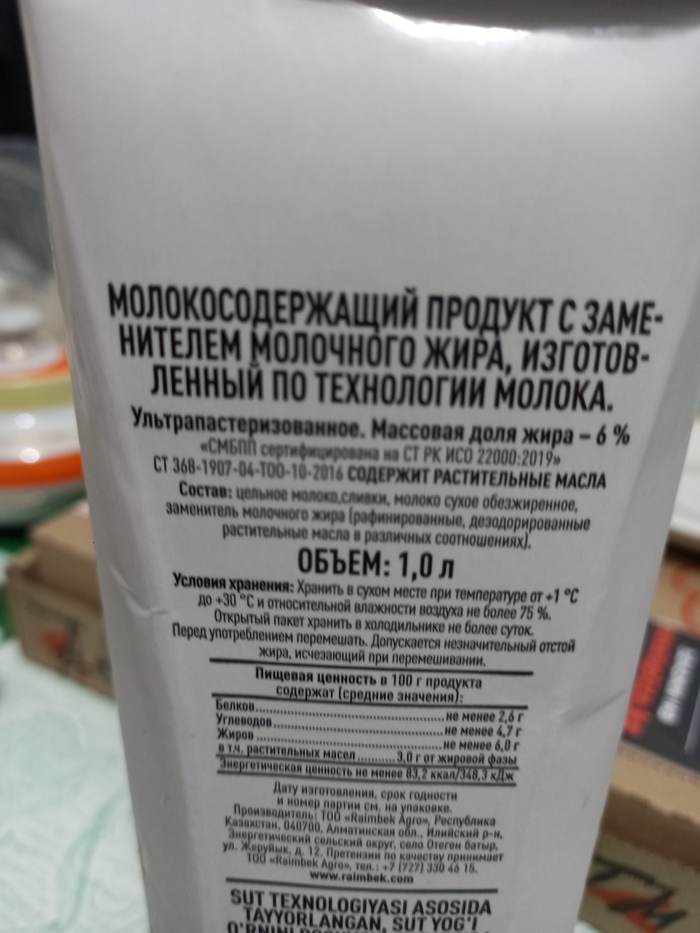 МОЛОКОСОДЕРЖАЩИЙ ПРОДУКТ С ЗАМЕ-
НИТЕЛЕМ МОЛОЧНОГО ЖИРА, ИЗГОТОВ-
ЛЕННЫЙ ПО ТЕХНОЛОГИИ МОЛОКА.
Ультрапастеризованное. Массовая доля жира – 6 %
«СМБПП сертифицирована на СТ РК ИСО 22000:2019»
СТ 368-1907-04-ТОО-10-2016 СОДЕРЖИТ РАСТИТЕЛЬНЫЕ МАСЛА
Состав: цельное молоко,сливки, молоко сухое обезжиренное,
заменитель молочного жира (рафинированные, дезодорированные
растительные масла в различных соотношениях).
ОБЪЕМ: 1,0 л
Условия хранения: Хранить в сухом месте при температуре от +1 °С
до +30 °С и относительной влажности воздуха не более 75 %.
Открытый пакет хранить в холодильнике не более суток.
Перед употреблением перемешать. Допускается незначительный отстой
жира, исчезающий при перемешивании.
Пищевая ценность в 100 г продукта
содержат (средние значения):
Белков..........не менее 2,6 г
Углеводов..........не менее 4,7 г
Жиров..........не менее 6,0 г
в т.ч. растительных масел..........3,0 г от жировой фазы
Энергетическая ценность не менее 83,2 ккал/348,3 кДж
Дату изготовления, срок годности
и номер партии см. на упаковке.
Производитель: ТОО «Raimbek Agro», Республика
Казахстан, 040700, Алматинская обл., Илийский р-н,
Энергетический сельский округ, село Отеген батыр,
ул. Жеруйык, д. 12. Претензии по качеству принимает
ТОО «Raimbek Agro», тел.: +7 (727) 330 46 15.
www.raimbek.com
SUT TEXNOLOGIYASI ASOSIDA
TAYYORLANGAN, SUT YOG'I